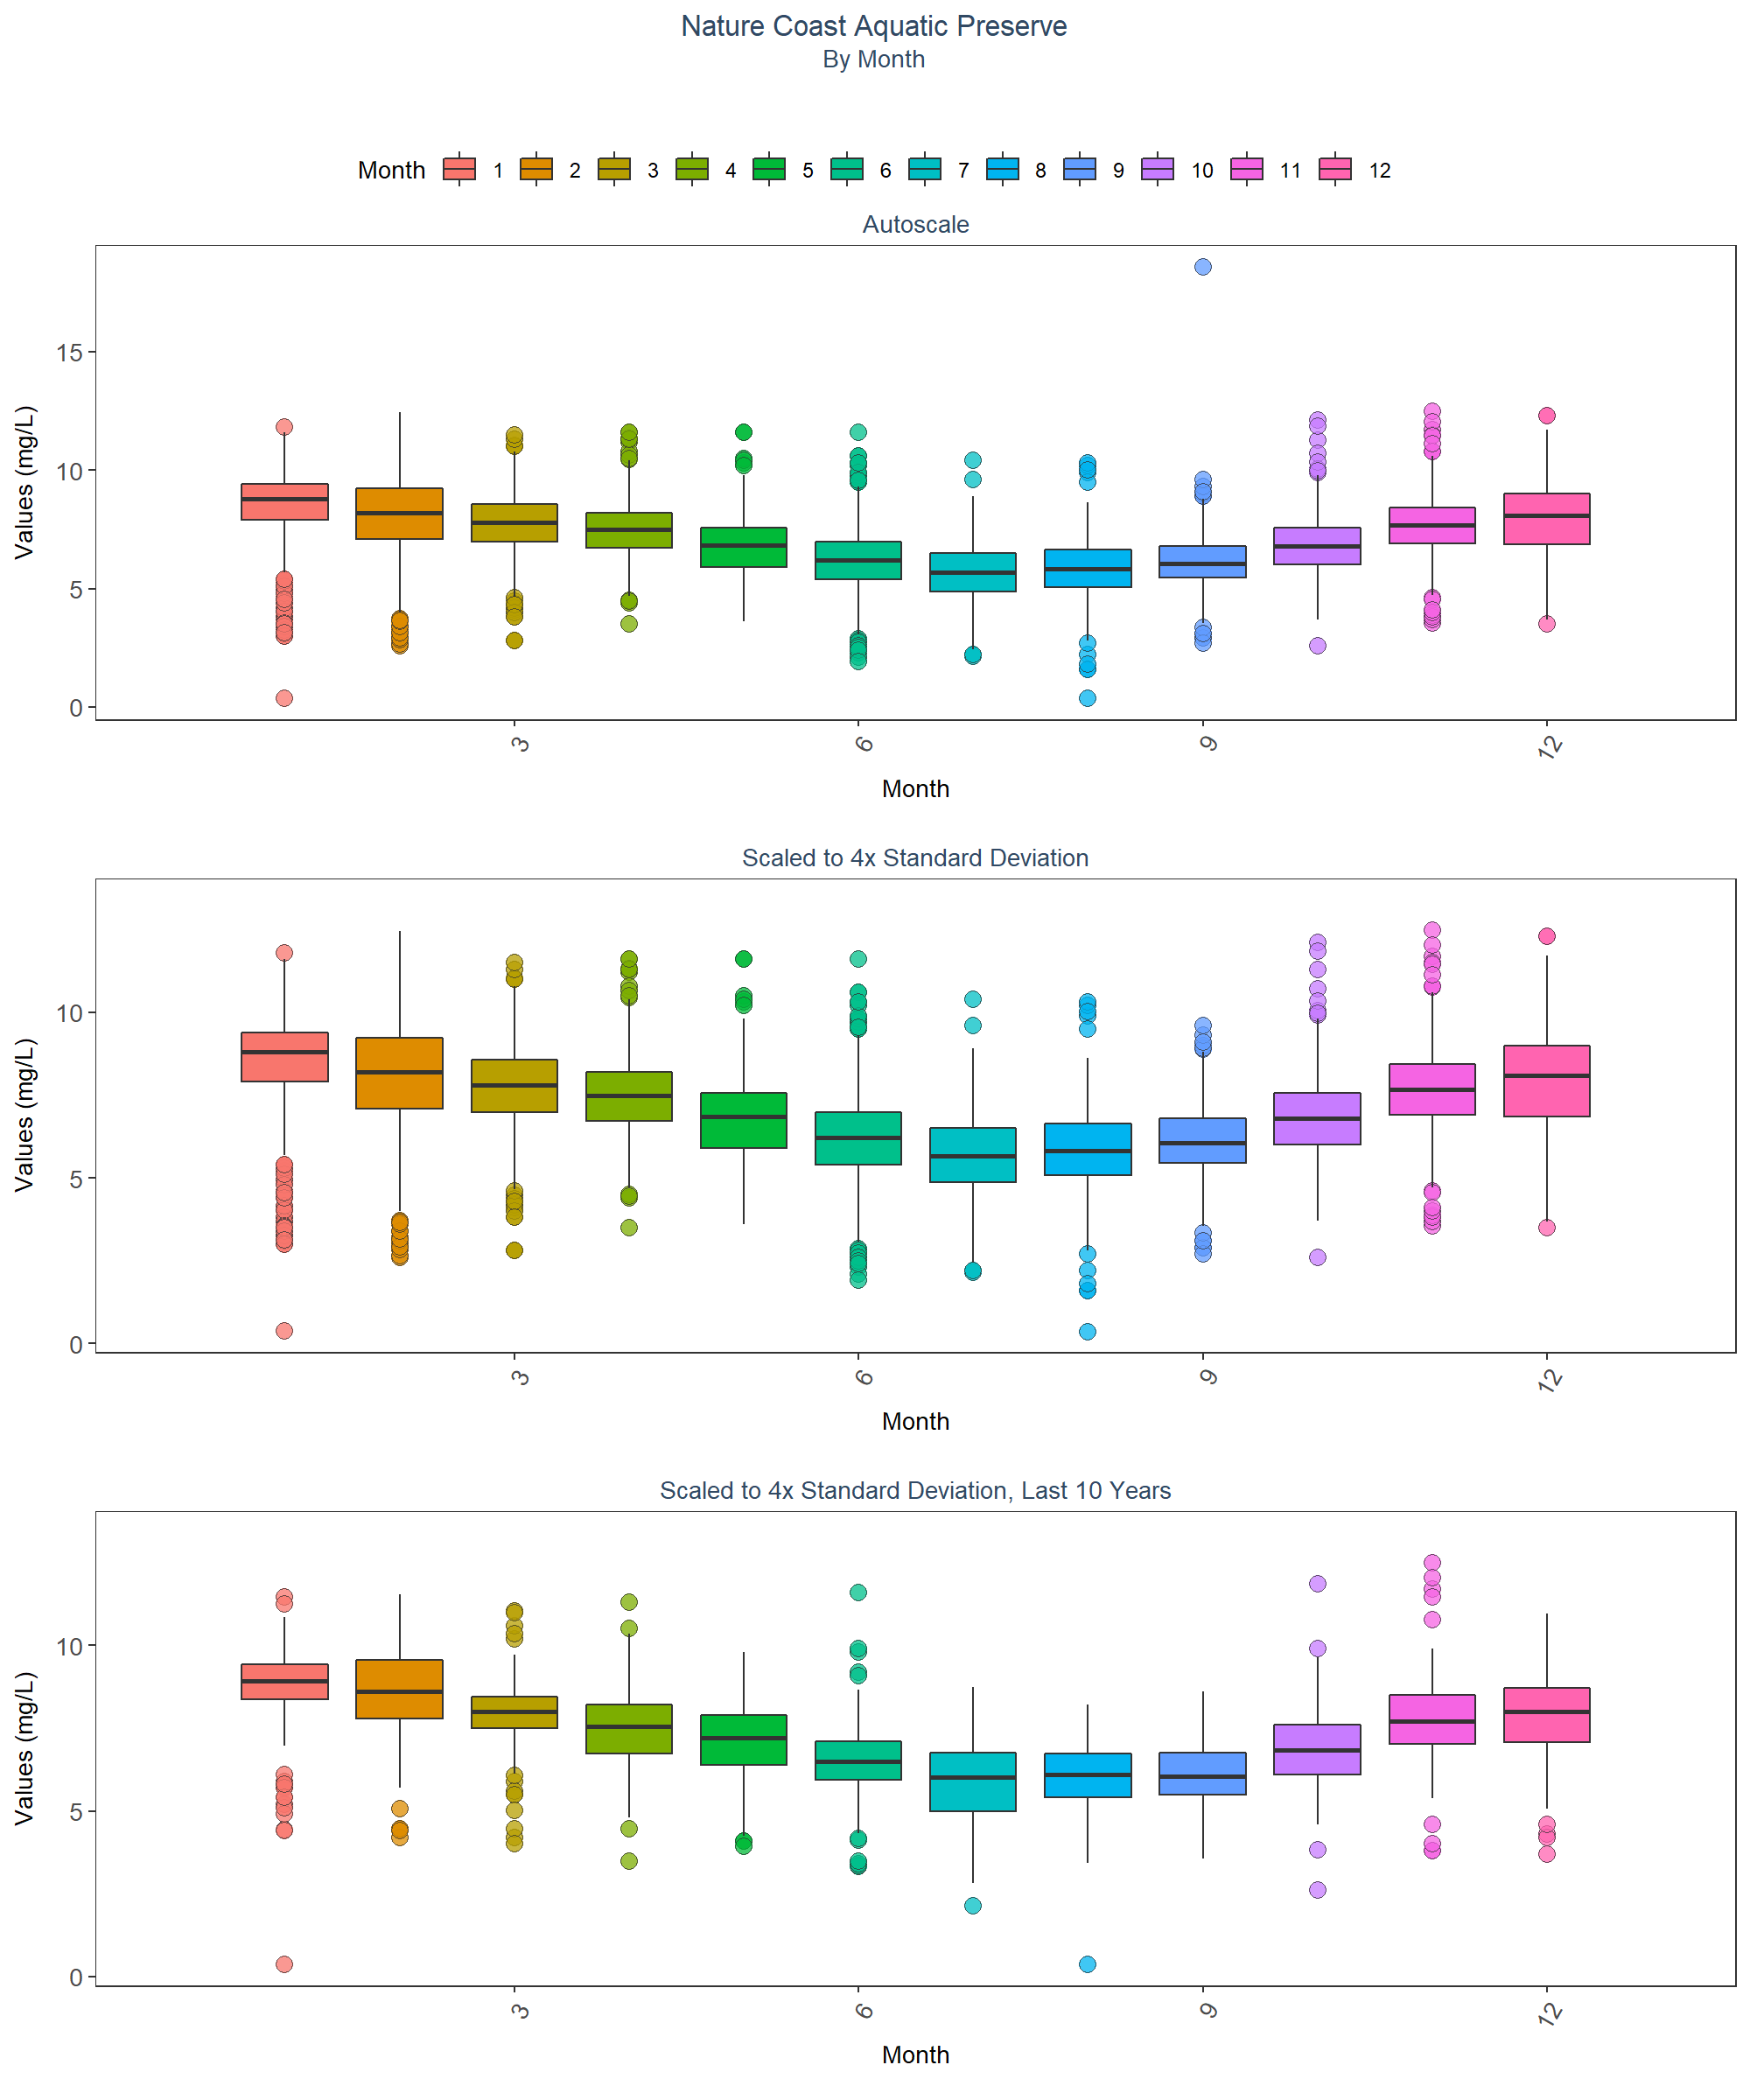 Nature Coast Aquatic Preserve
By Month
Month 1 2 3 4 5 6 7 8 9 10 11 12
Autoscale
Values (mg/L)
15
10
5
0
3 6 9 12
Month
Scaled to 4x Standard Deviation
Values (mg/L)
10
5
0
3 6 9 12
Month
Scaled to 4x Standard Deviation, Last 10 Years
Values (mg/L)
10
5
0
3 6 9 12
Month